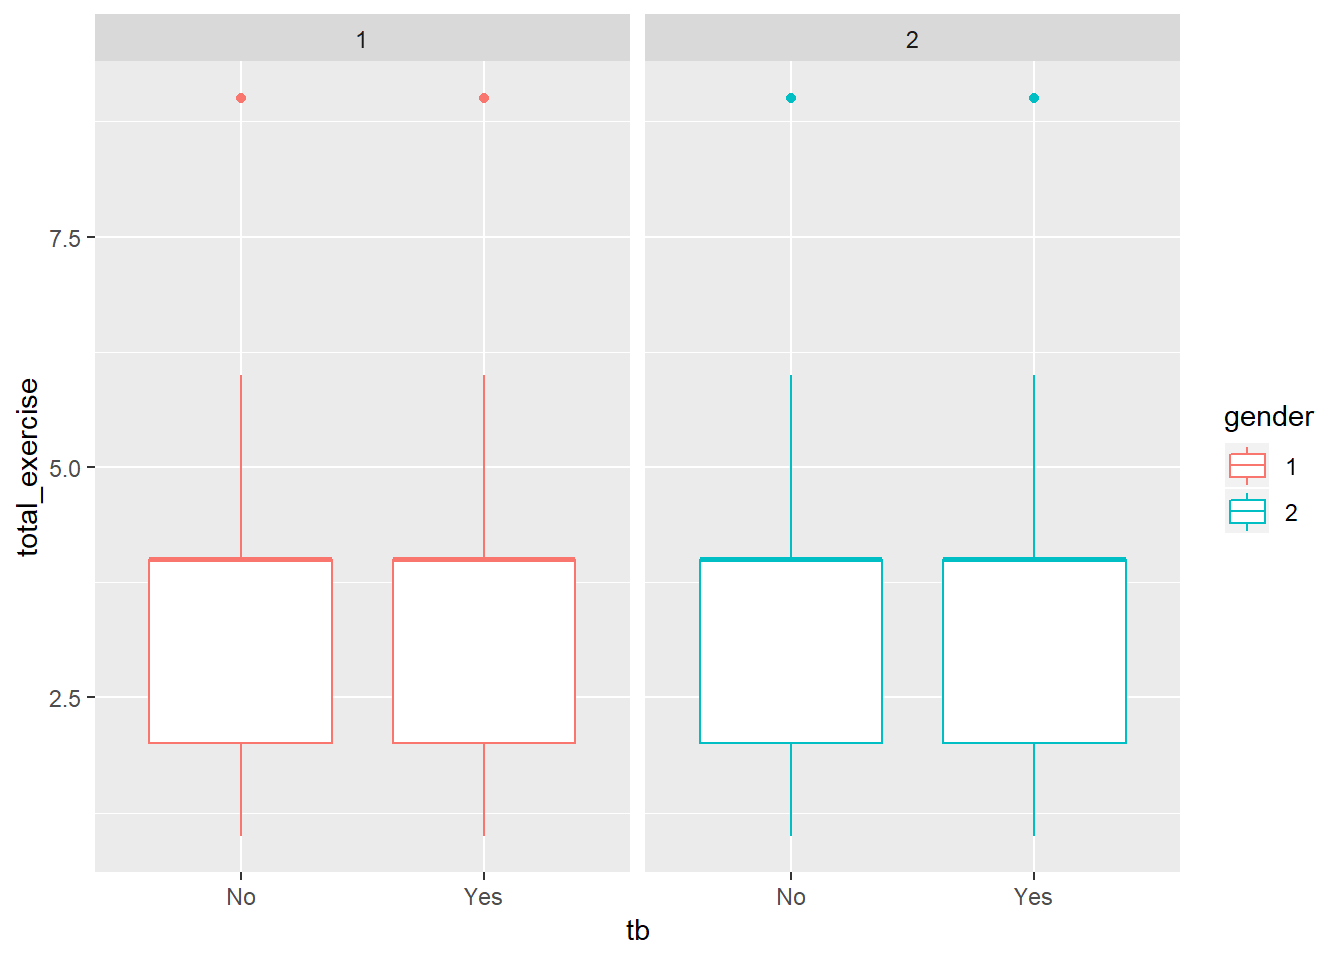 1
2
7.5
5.0
2.5
total_exercise
No
Yes
No
Yes
tb
gender
1
2